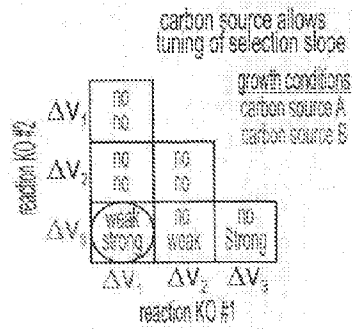 carbon source allows
tuning of selection slope
growth conditions
carbon source A
carbon source B
reaction KO #2
ΔV₁
no
no
ΔV₂
no
no
no
no
ΔV₃
weak
strong
no
weak
no
Strong
ΔV₁
ΔV₂
ΔV₃
reaction KO #1